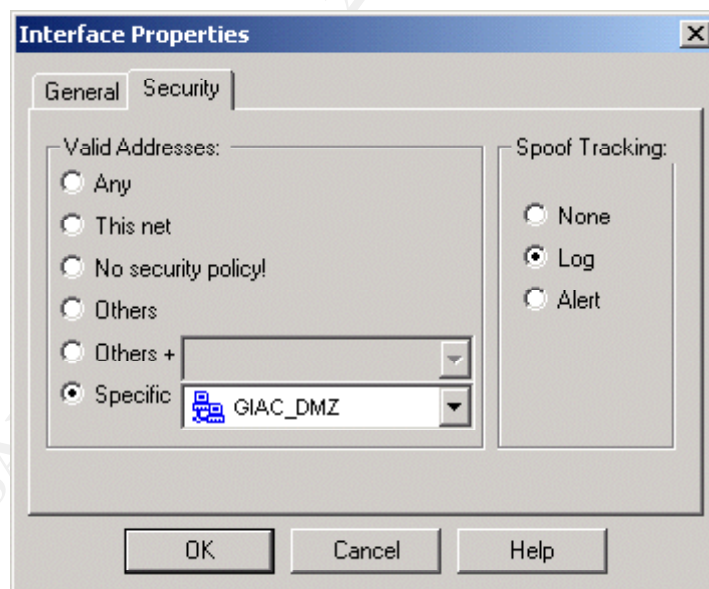 Interface Properties
General Security
Valid Addresses:
Any
This net
No security policy!
Others
Others +
Specific GIAC_DMZ
Spoof Tracking:
None
Log
Alert
OK Cancel Help